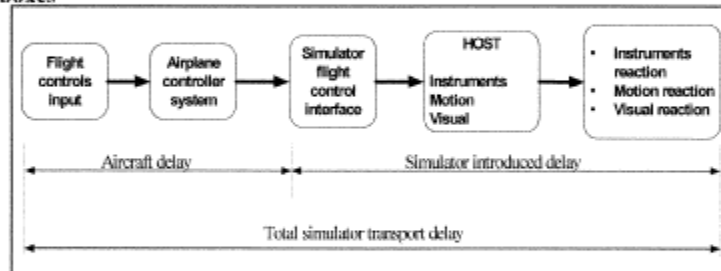 Flight
controls
input
Airplane
controller
system
Simulator
flight
control
interface
HOST
Instruments
Motion
Visual
• Instruments
reaction
• Motion reaction
• Visual reaction
Aircraft delay
Simulator introduced delay
Total simulator transport delay